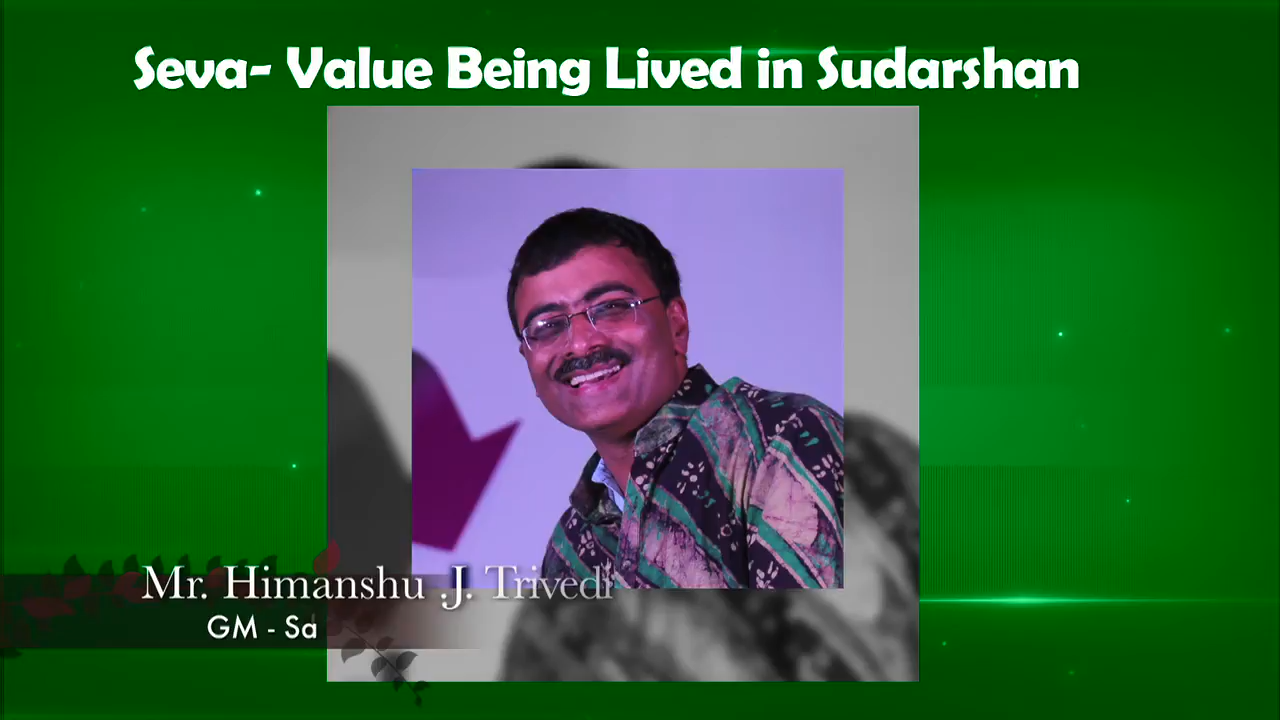 Seva- Value Being Lived in Sudarshan
Mr. Himanshu .J. Trivedi
GM - Sa